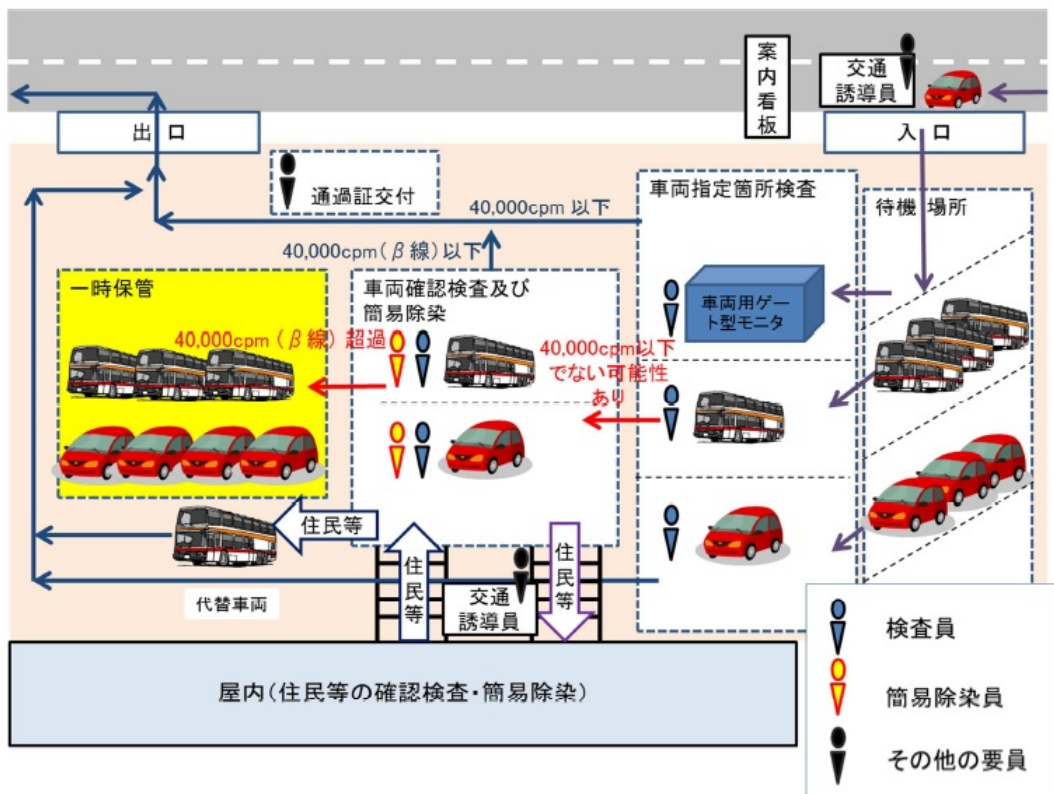 案内看板
交通
誘導員
出口
入口
通過証交付
車両指定箇所検査
待機場所
40,000cpm 以下
40,000cpm(β線)以下
一時保管
車両確認検査及び
簡易除染
車両用ゲー
ト型モニタ
40,000cpm (β線) 超過
40,000cpm以下
でない可能性
あり
住民等
住民等
住民等
代替車両
交通
誘導員
検査員
屋内(住民等の確認検査・簡易除染)
簡易除染員
その他の要員